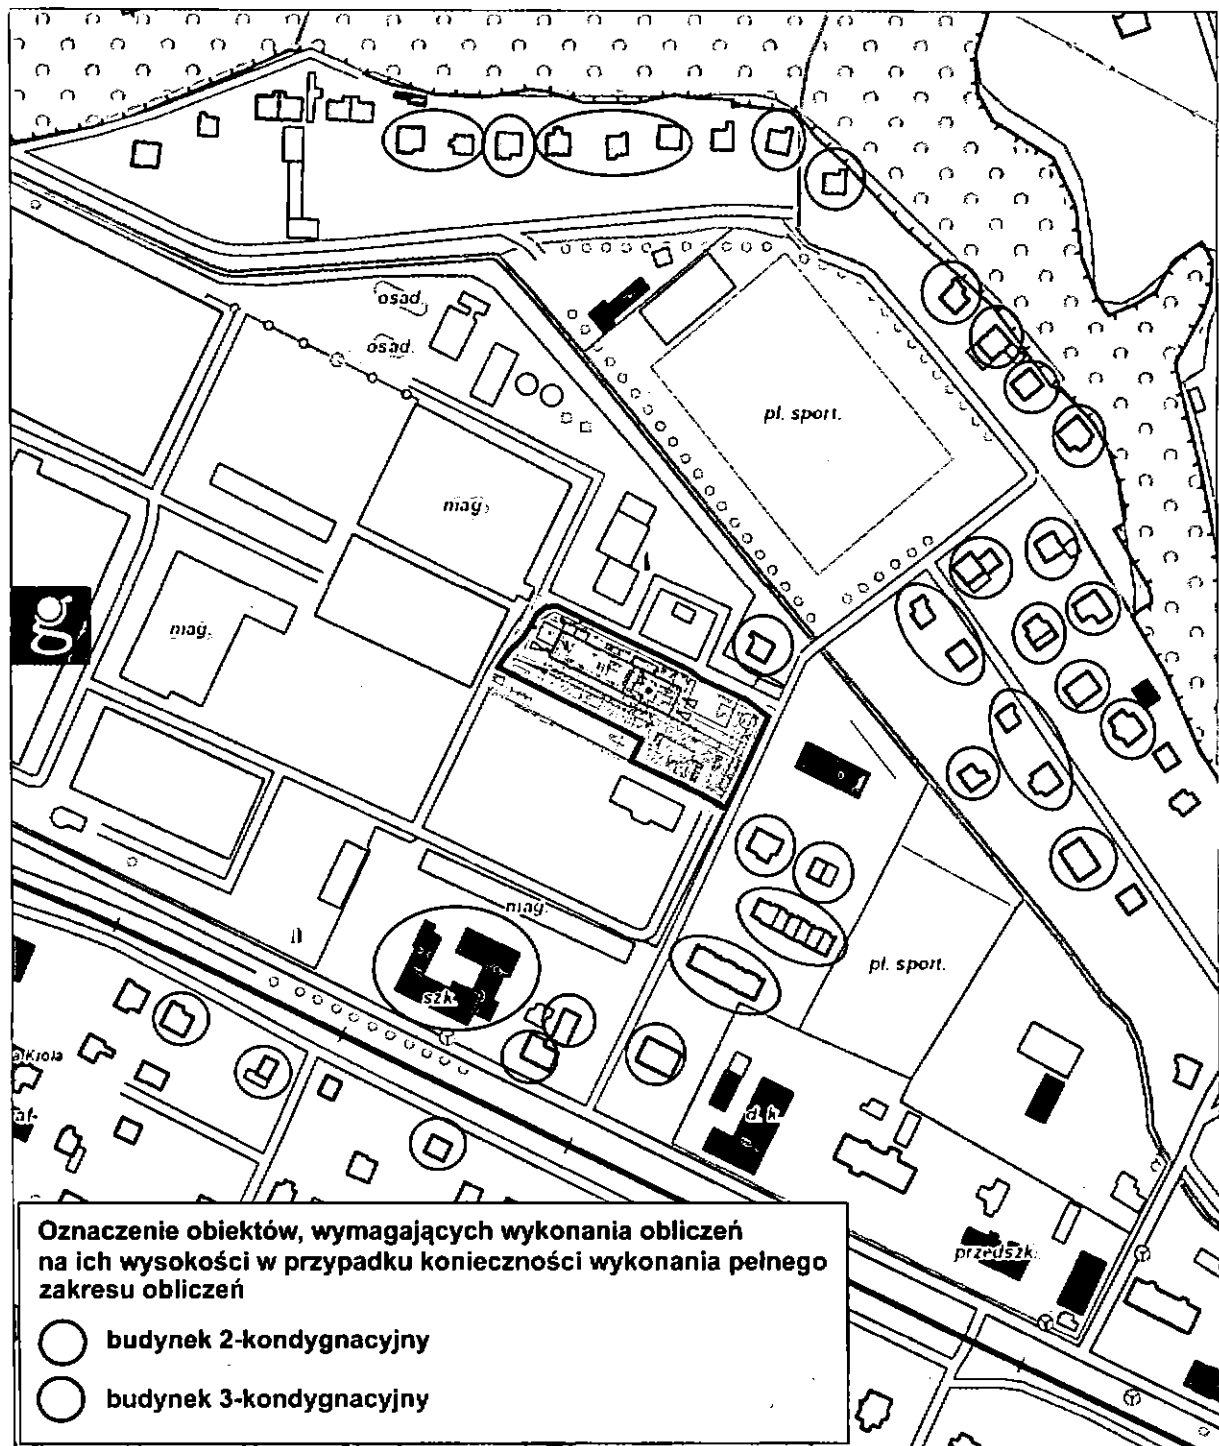 osad.
osad.
pl. sport.
mag.
mag.
mag.
szk.
pl. sport.
d. k.
przedszk.
Oznaczenie obiektów, wymagających wykonania obliczeń
na ich wysokości w przypadku konieczności wykonania pełnego
zakresu obliczeń
budynek 2-kondygnacyjny
budynek 3-kondygnacyjny